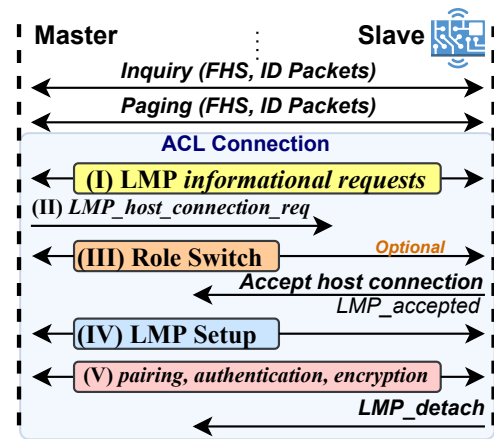 Master
Slave
Inquiry (FHS, ID Packets)
Paging (FHS, ID Packets)
ACL Connection
(I) LMP informational requests
(II) LMP_host_connection_req
(III) Role Switch
Optional
Accept host connection
LMP_accepted
(IV) LMP Setup
(V) pairing, authentication, encryption
LMP_detach